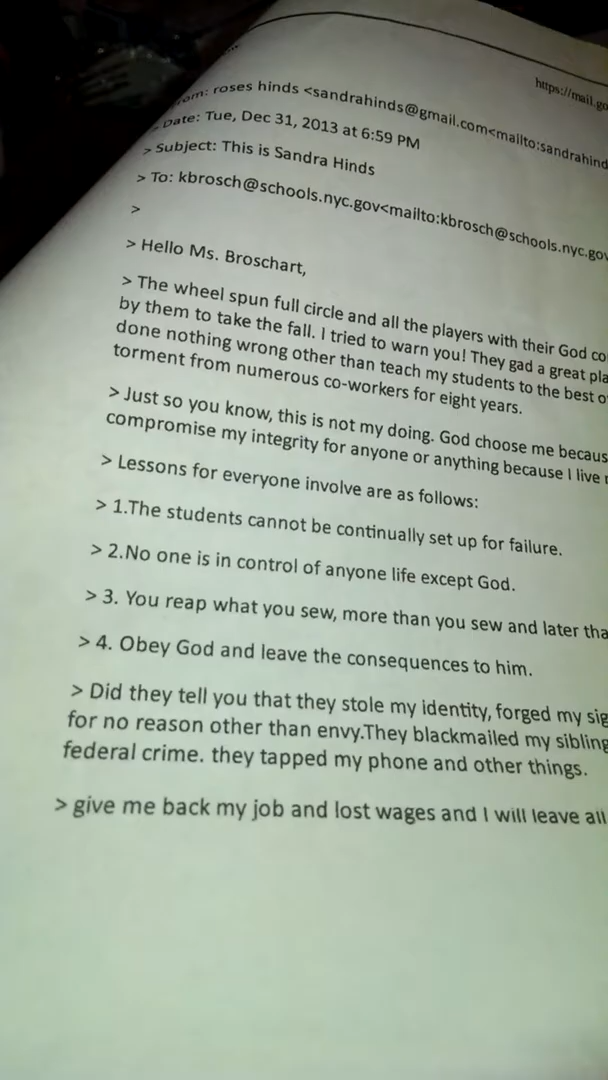 https://mail.go
From: roses hinds <sandrahinds@gmail.com<mailto:sandrahind
> Date: Tue, Dec 31, 2013 at 6:59 PM
> Subject: This is Sandra Hinds
> To: kbrosch@schools.nyc.gov<mailto:kbrosch@schools.nyc.gov
>
> Hello Ms. Broschart,
> The wheel spun full circle and all the players with their God co
by them to take the fall. I tried to warn you! They gad a great pla
done nothing wrong other than teach my students to the best o
torment from numerous co-workers for eight years.
> Just so you know, this is not my doing. God choose me becaus
compromise my integrity for anyone or anything because I live
> Lessons for everyone involve are as follows:
> 1.The students cannot be continually set up for failure.
> 2.No one is in control of anyone life except God.
> 3. You reap what you sew, more than you sew and later tha
> 4. Obey God and leave the consequences to him.
> Did they tell you that they stole my identity, forged my sig
for no reason other than envy.They blackmailed my sibling
federal crime. they tapped my phone and other things.
> give me back my job and lost wages and I will leave all